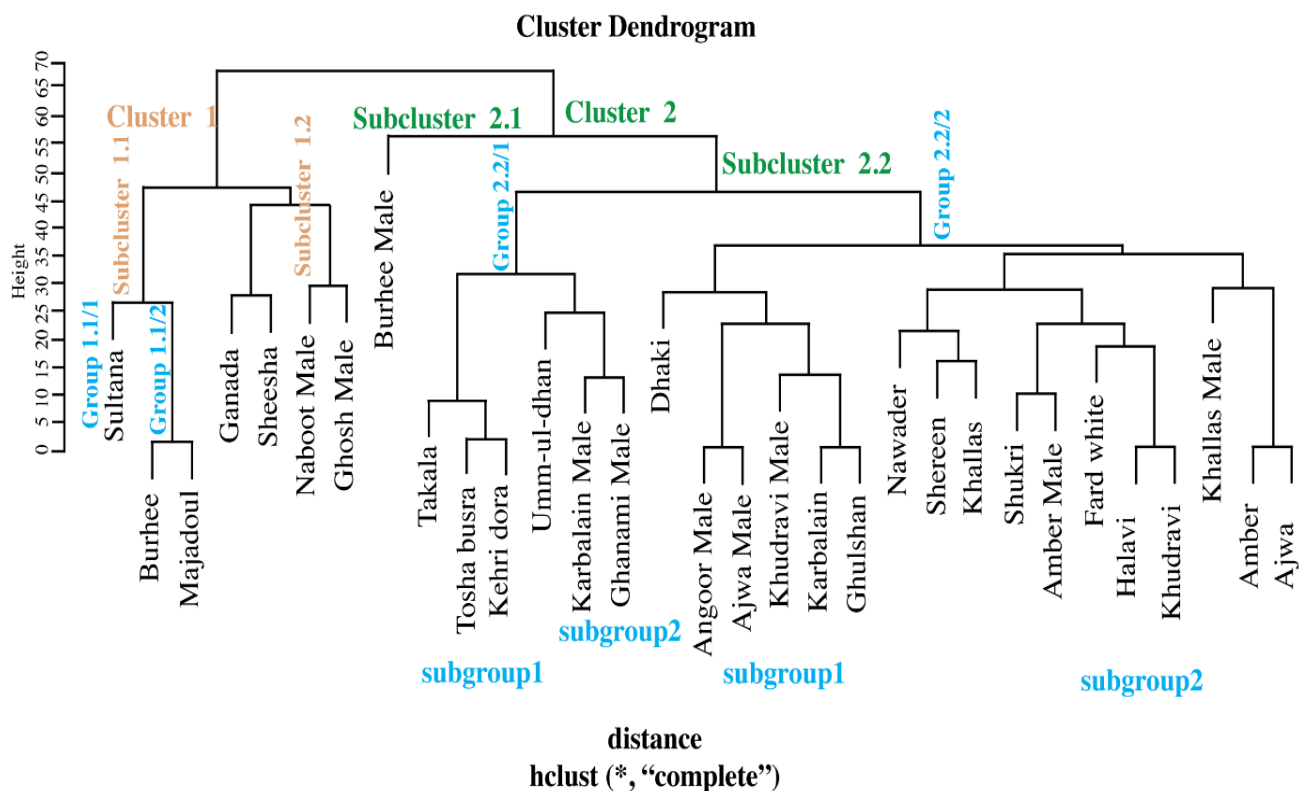 Cluster Dendrogram
Height
70
65
60
55
50
45
40
35
30
25
20
15
10
5
0
Cluster 1
Subcluster 1.1
Subcluster 1.2
Group 1.1/1
Group 1.1/2
Subcluster 2.1
Cluster 2
Subcluster 2.2
Group 2.2/1
Group 2.2/2
Sultana
Burhee
Majadoul
Ganada
Sheesha
Naboot Male
Ghosh Male
Burhee Male
Takala
Tosha busra
Kehri dora
Umm-ul-dhan
Karbalain Male
Ghanami Male
Dhaki
Angoor Male
Ajwa Male
Khudravi Male
Karbalain
Ghulshan
Nawader
Shereen
Khallas
Shukri
Amber Male
Fard white
Halavi
Khudravi
Khallas Male
Amber
Ajwa
subgroup1
subgroup2
subgroup1
subgroup2
distance
hclust (*, “complete”)